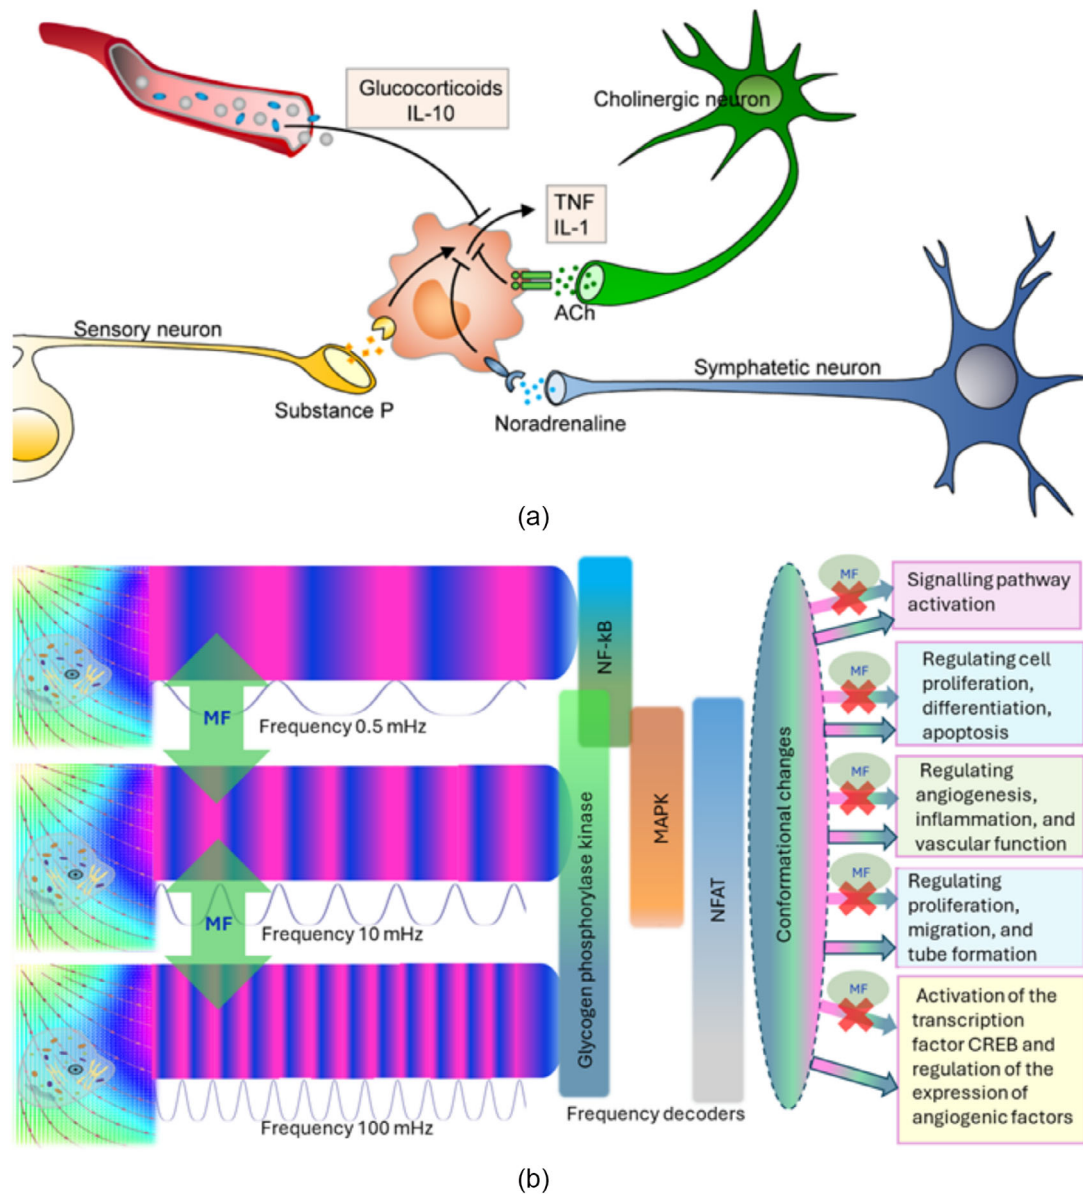 Glucocorticoids
IL-10
Cholinergic neuron
TNF
IL-1
ACh
Sensory neuron
Substance P
Noradrenaline
Symphatetic neuron
(a)
MF
Frequency 0.5 mHz
MF
Frequency 10 mHz
Frequency 100 mHz
NF-kB
Glycogen phosphorylase kinase
MAPK
NFAT
Frequency decoders
Conformational changes
MF
Signalling pathway
activation
MF
Regulating cell
proliferation,
differentiation,
apoptosis
MF
Regulating
angiogenesis,
inflammation, and
vascular function
MF
Regulating
proliferation,
migration, and
tube formation
MF
Activation of the
transcription
factor CREB and
regulation of the
expression of
angiogenic factors
(b)